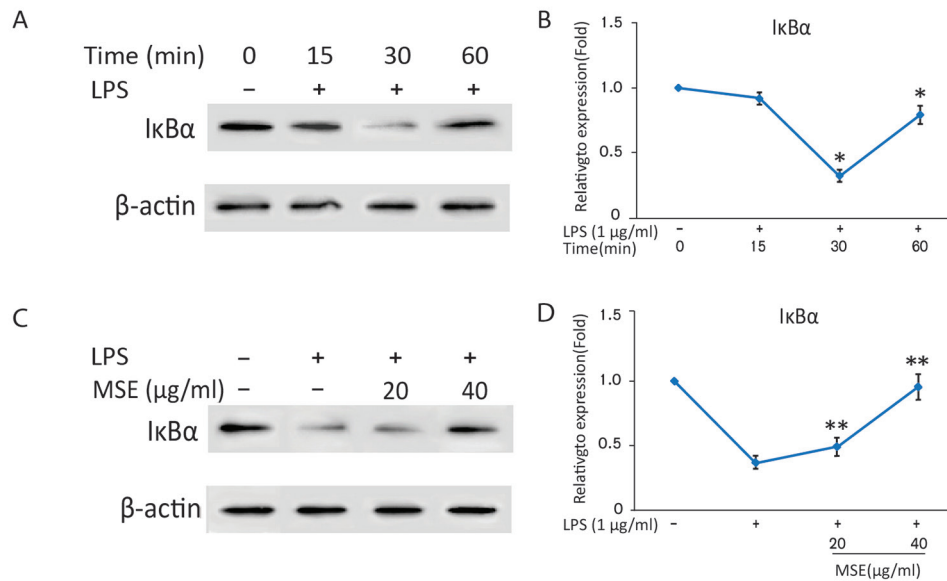 A
Time (min) 0 15 30 60
LPS – + + +
IκBα
β-actin
B
IκBα
1.5
1.0
0.5
0
Relativgto expression(Fold)
*
*
LPS (1 μg/ml) – + + +
Time(min) 0 15 30 60
C
LPS – + + +
MSE (μg/ml) – – 20 40
IκBα
β-actin
D
IκBα
1.5
1.0
0.5
0
Relativgto expression(Fold)
**
**
LPS (1 μg/ml) – + + +
20 40
MSE(μg/ml)